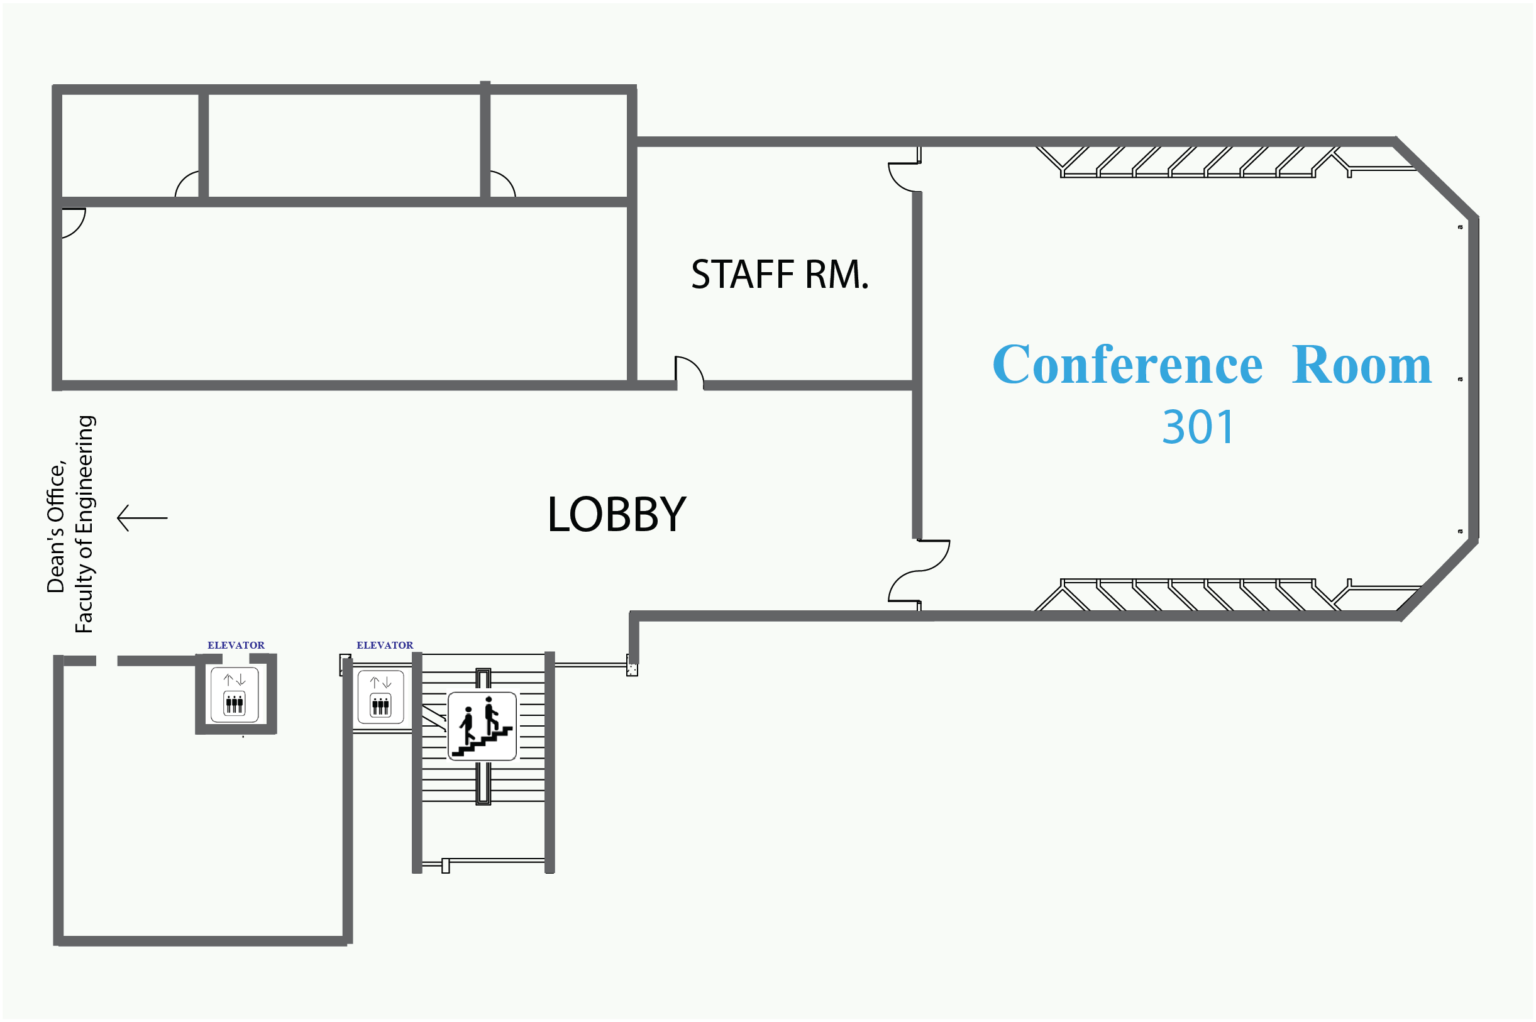 STAFF RM.
Conference Room
301
Dean's Office,
Faculty of Engineering
LOBBY
ELEVATOR
ELEVATOR
a
a
a